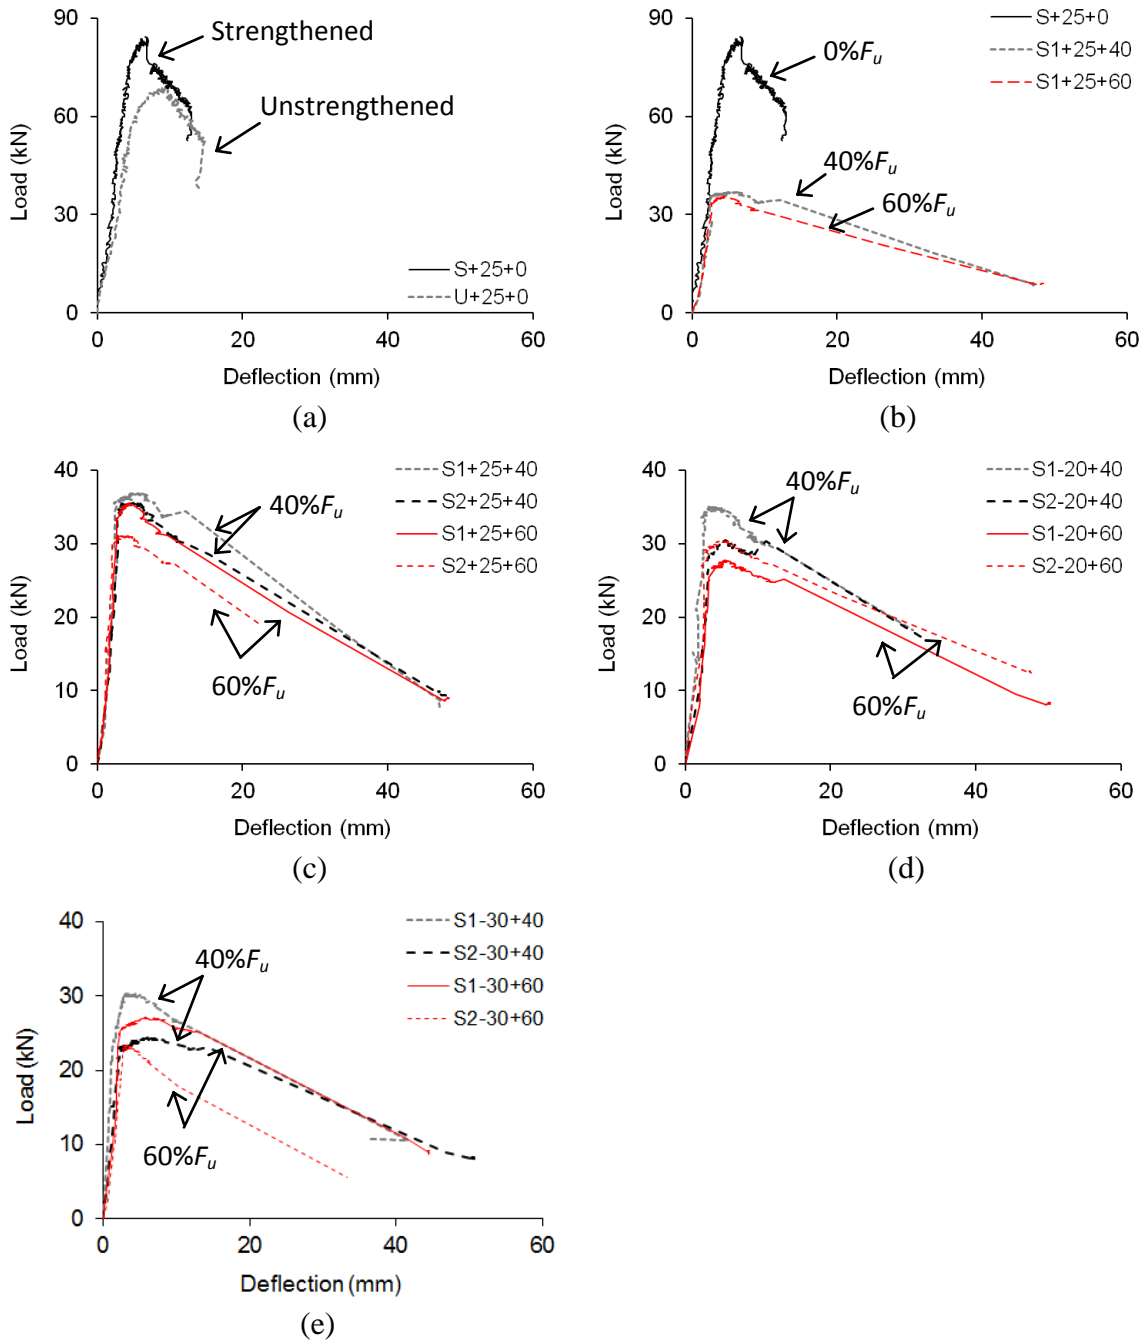 90
60
30
0
Load (kN)
Strengthened
Unstrengthened
S+25+0
U+25+0
0
20
40
60
Deflection (mm)
(a)
90
60
30
0
Load (kN)
S+25+0
S1+25+40
S1+25+60
0%Fu
40%Fu
60%Fu
0
20
40
60
Deflection (mm)
(b)
40
30
20
10
0
Load (kN)
S1+25+40
S2+25+40
S1+25+60
S2+25+60
40%Fu
60%Fu
0
20
40
60
Deflection (mm)
(c)
40
30
20
10
0
Load (kN)
S1-20+40
S2-20+40
S1-20+60
S2-20+60
40%Fu
60%Fu
0
20
40
60
Deflection (mm)
(d)
40
30
20
10
0
Load (kN)
S1-30+40
S2-30+40
S1-30+60
S2-30+60
40%Fu
60%Fu
0
20
40
60
Deflection (mm)
(e)